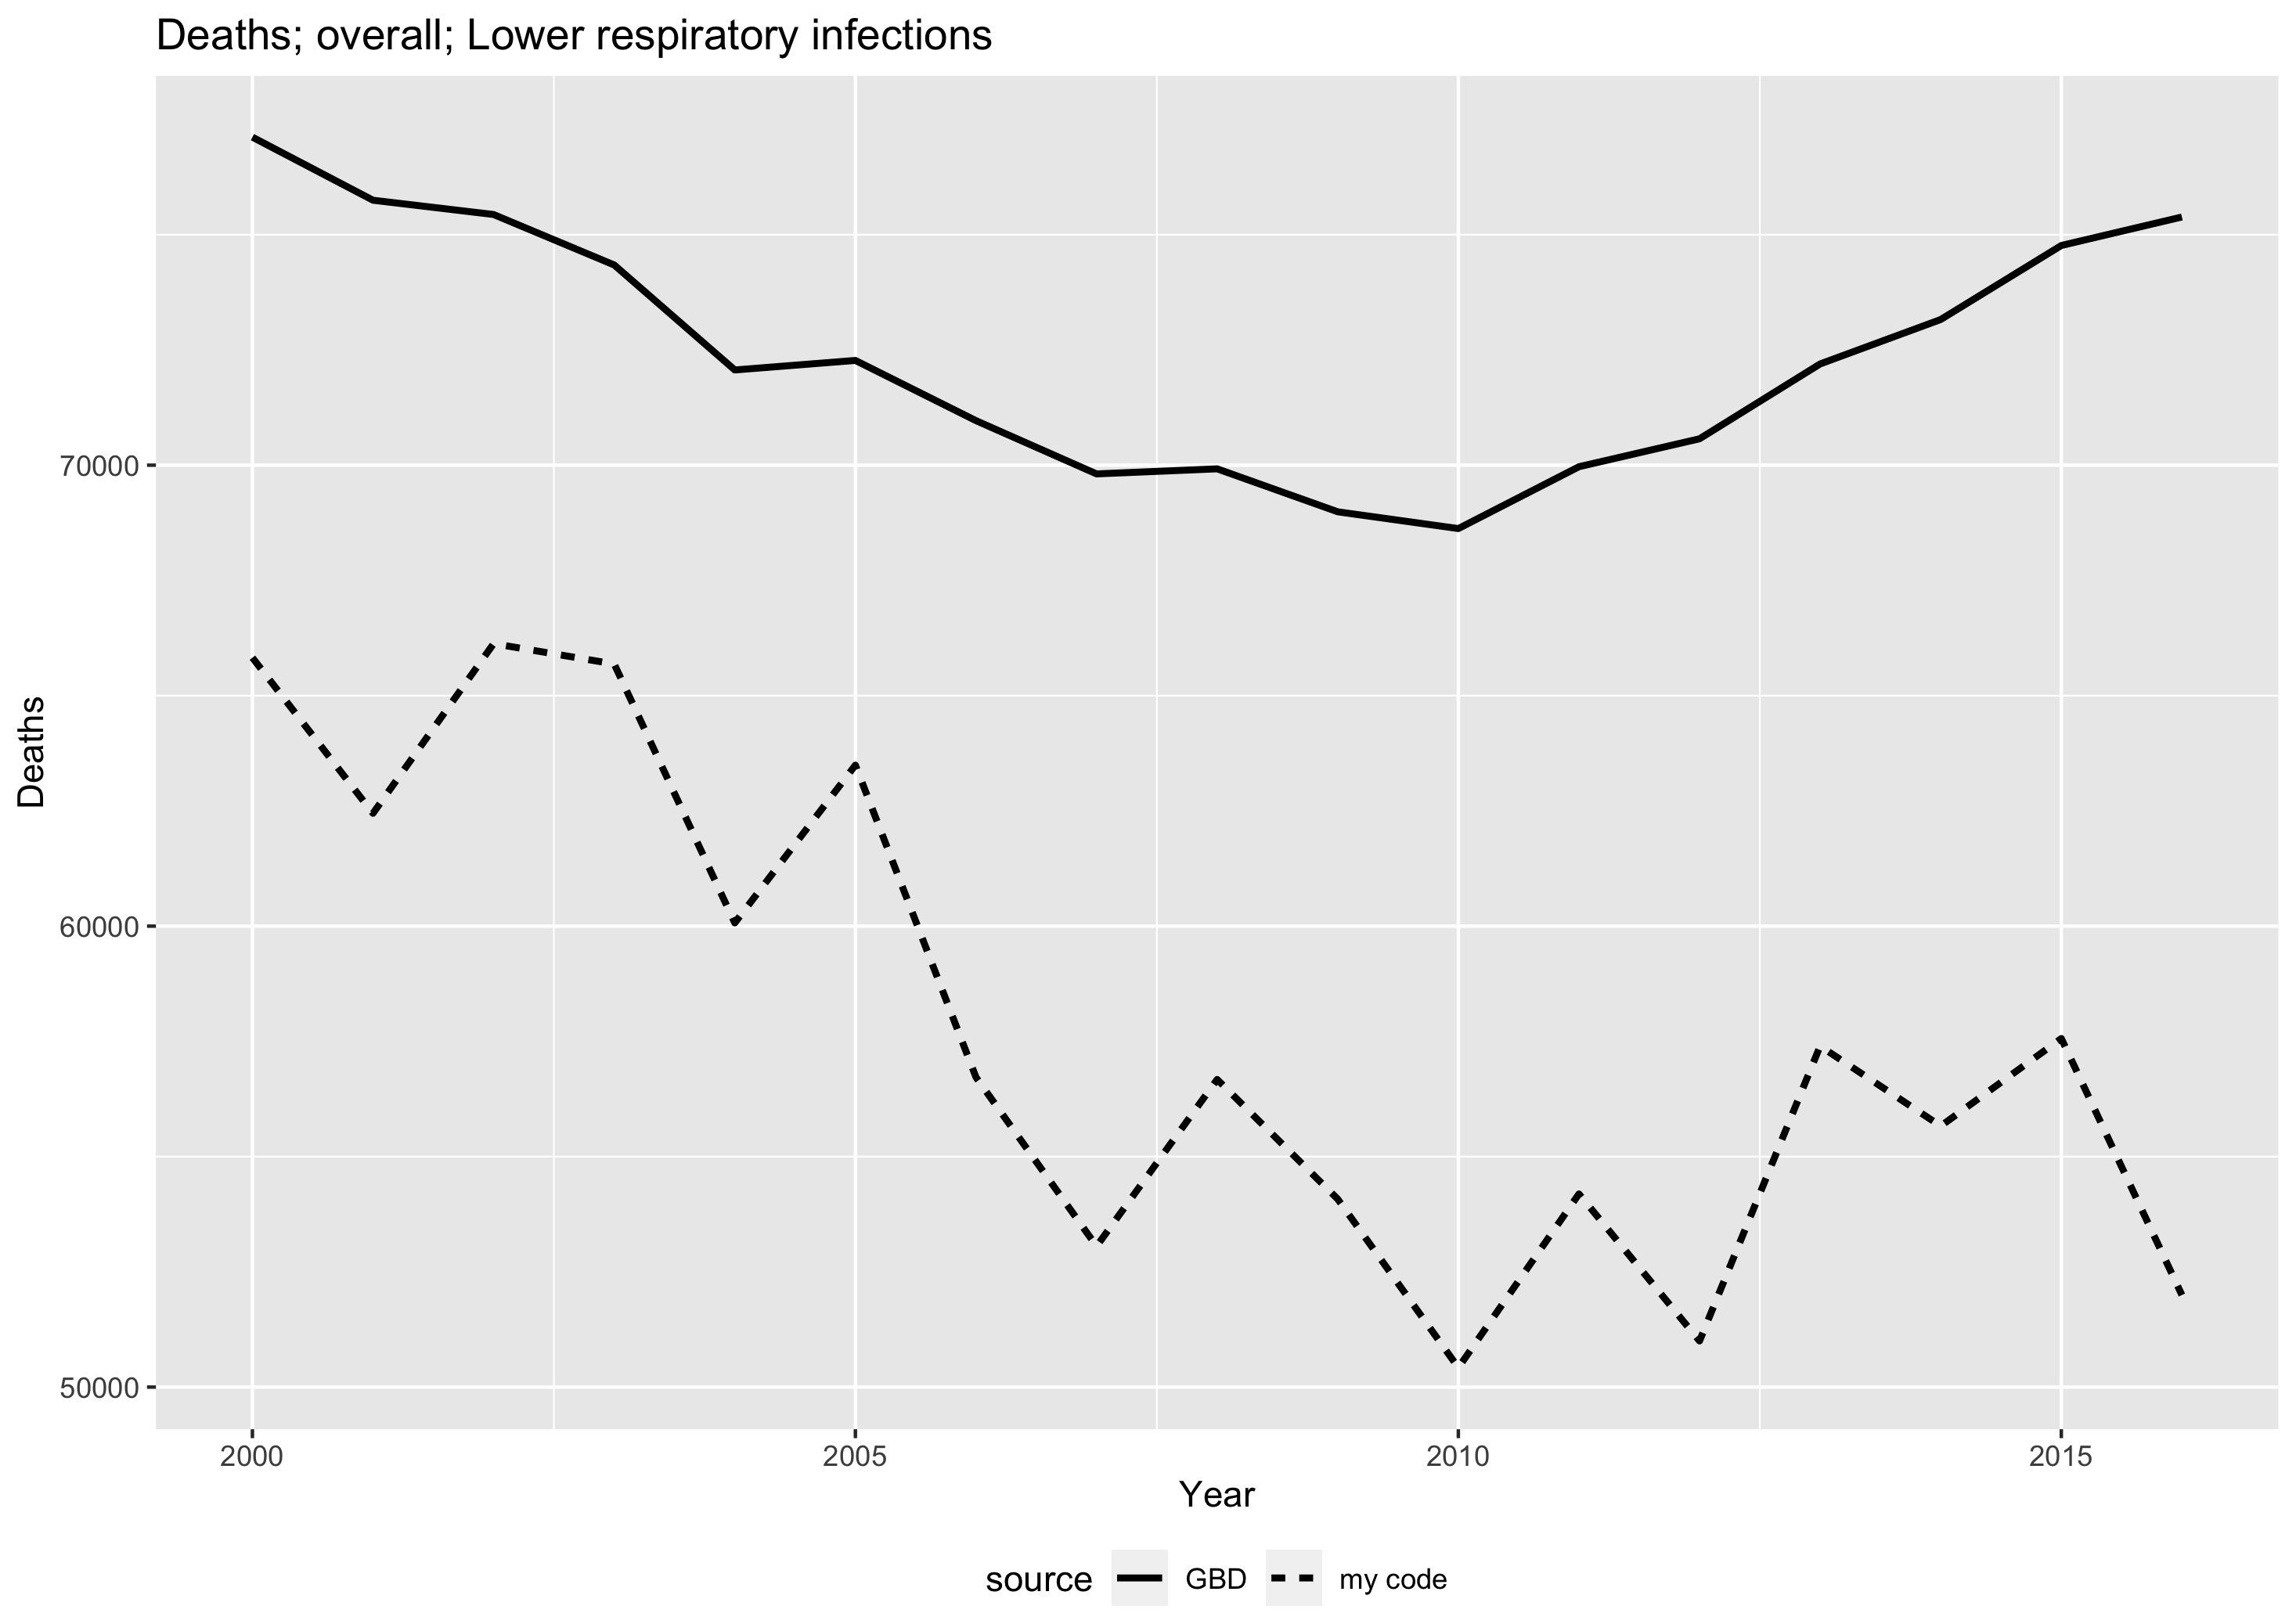 Deaths; overall; Lower respiratory infections
Deaths
70000
60000
50000
2000 2005 2010 2015
Year
source GBD my code